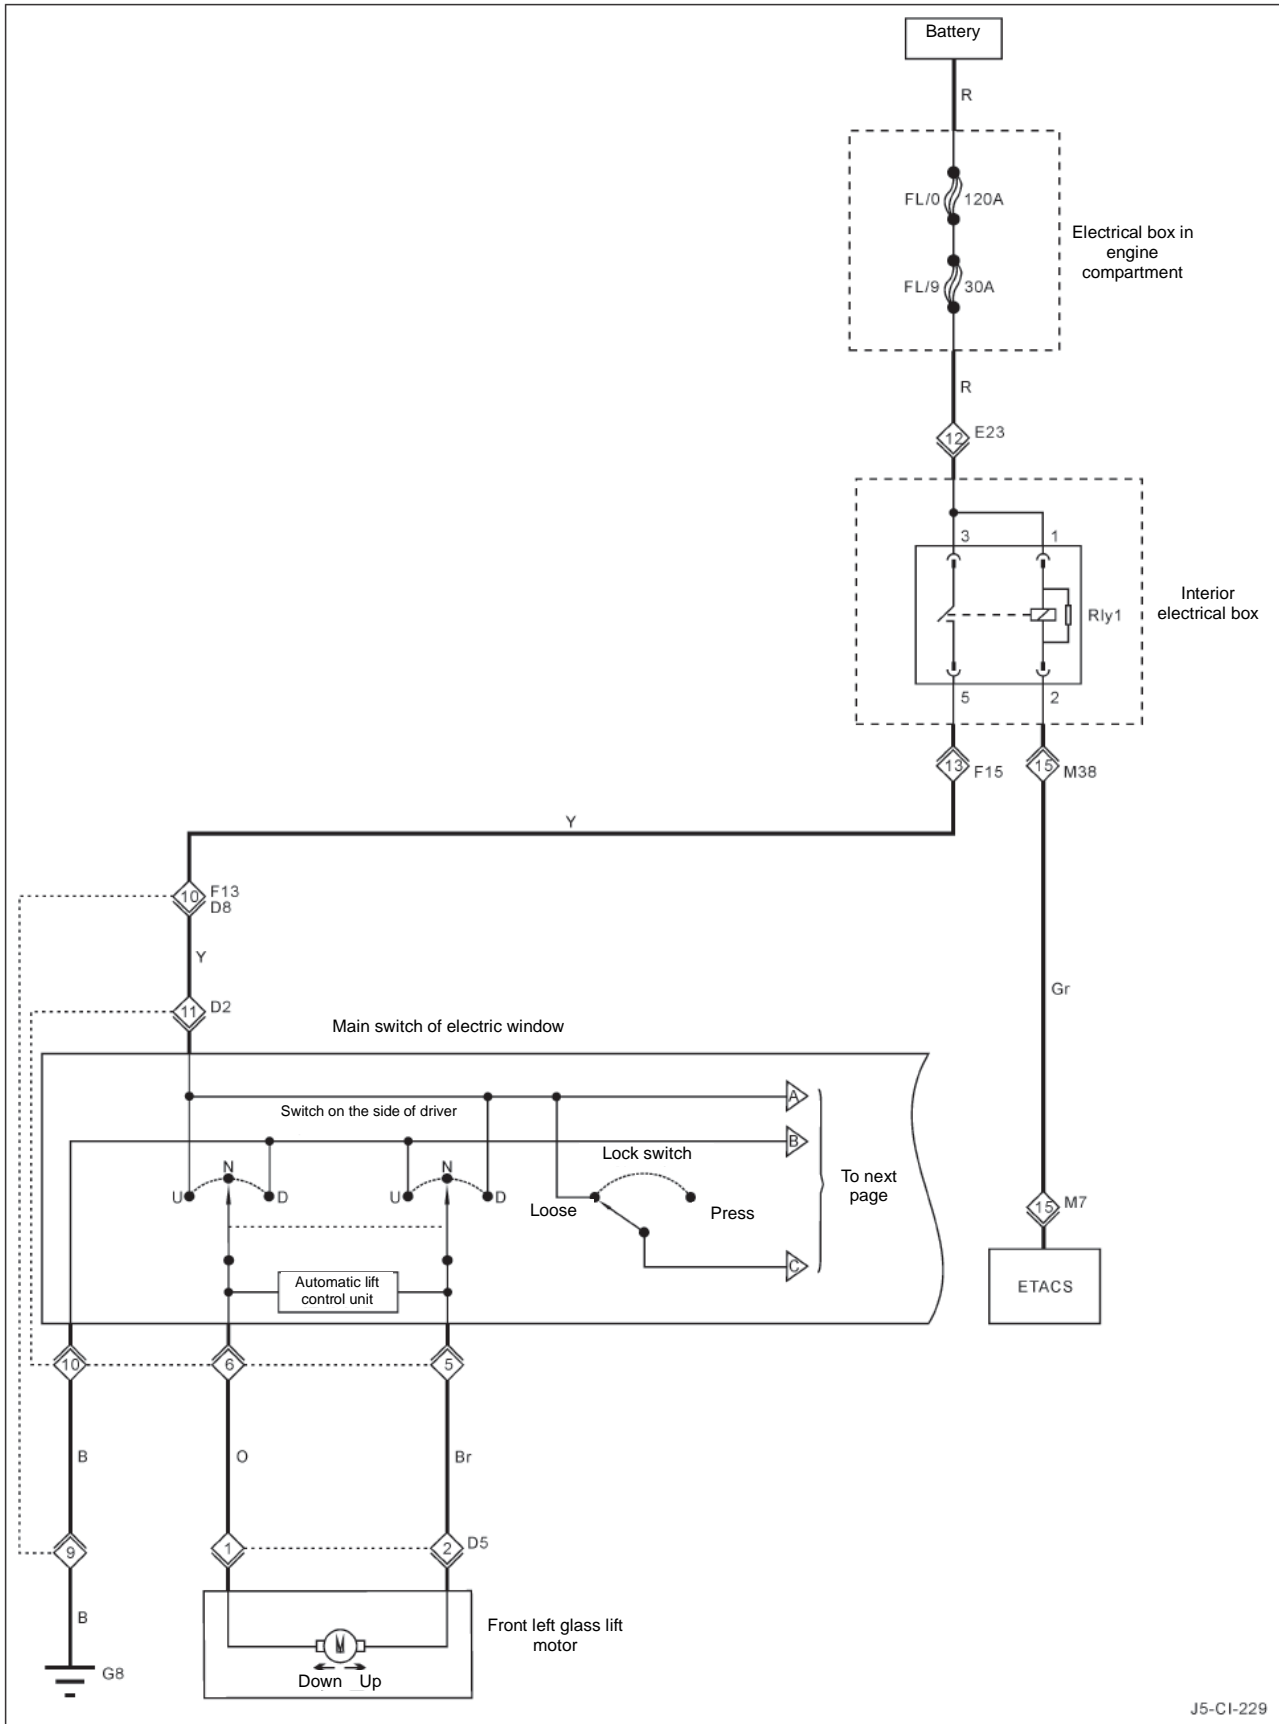 Battery
R
FL/0 120A
Electrical box in
engine
compartment
FL/9 30A
R
12 E23
3 1
Rly1
Interior
electrical box
5 2
13 F15 15 M38
Y
10 F13
D8
Y
Gr
11 D2
Main switch of electric window
A
Switch on the side of driver
B
Lock switch
N N
U D U D
Loose
Press
To next
page
15 M7
C
Automatic lift
control unit
ETACS
10 6 5
B O Br
9 1 2 D5
B
Front left glass lift
motor
M
Down Up
G8
J5-CI-229